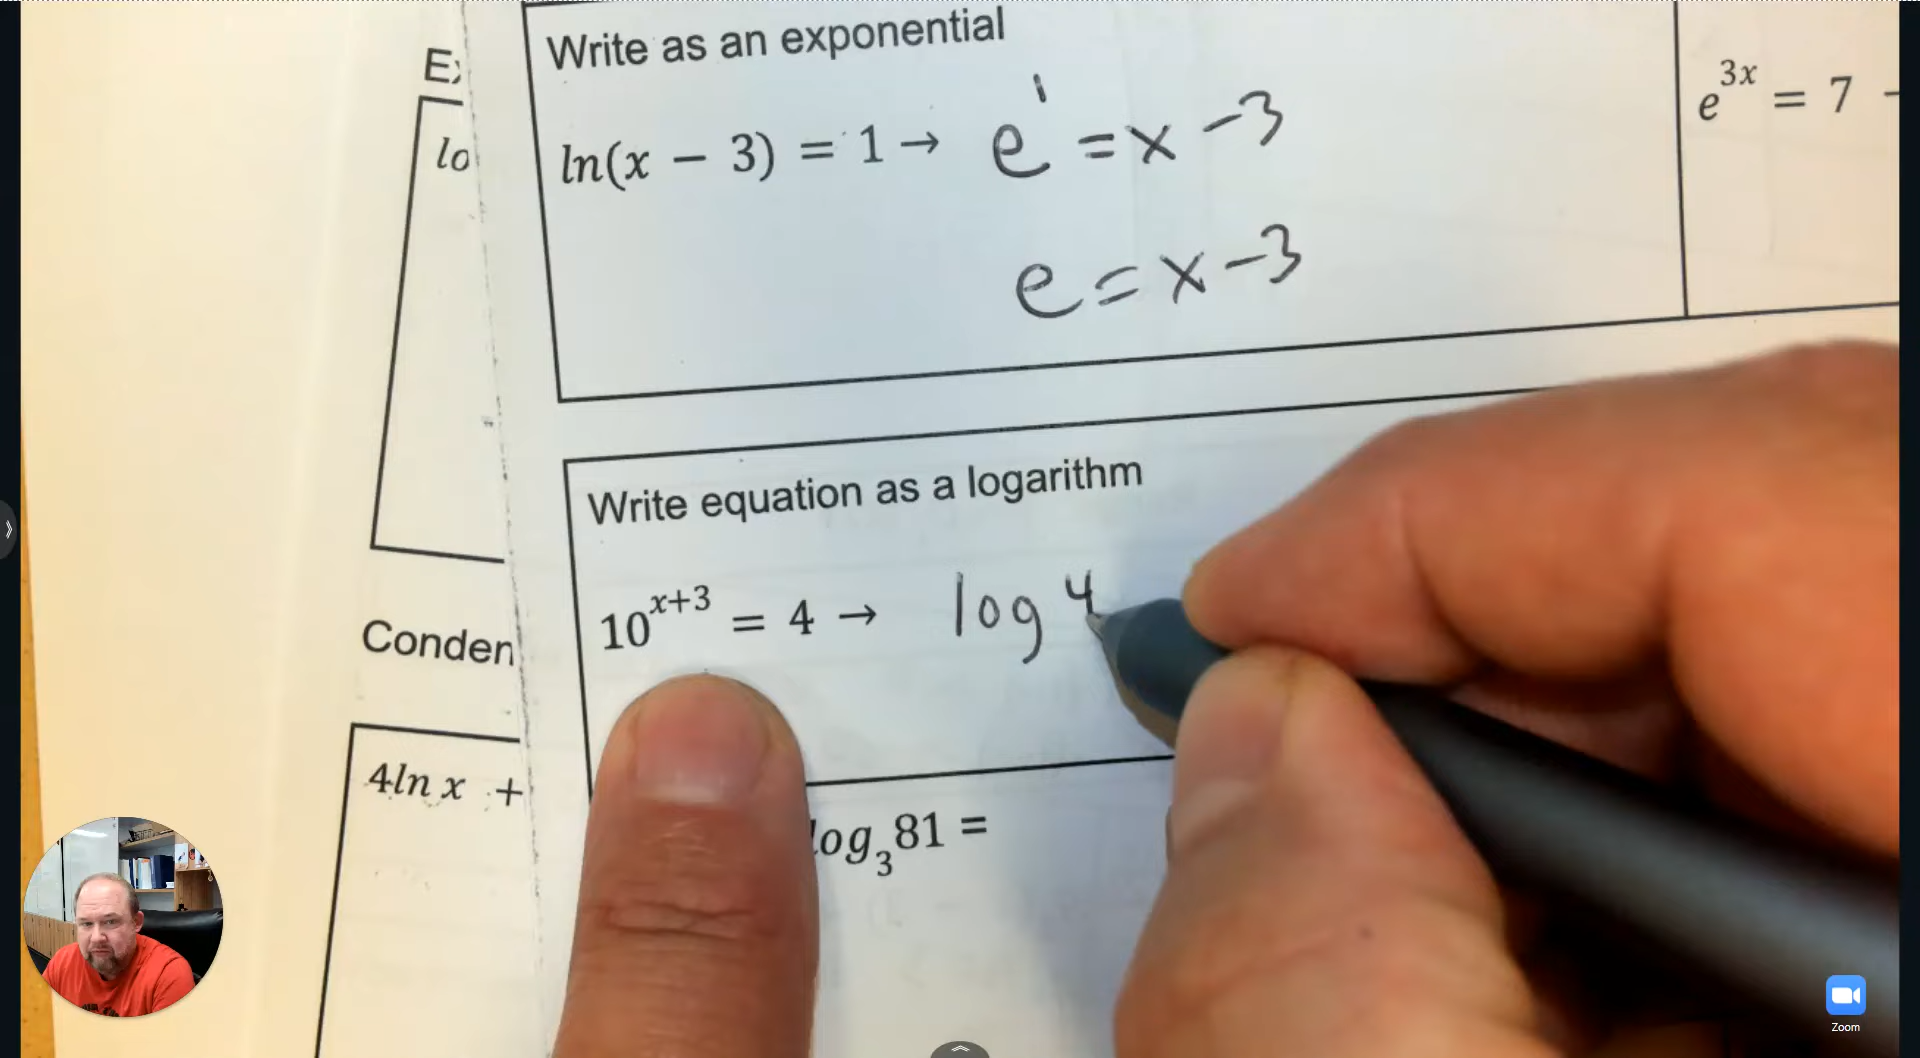 Write as an exponential
ln(x − 3) = 1 → e¹ = x − 3
e = x − 3
e^{3x} = 7 -
lo
Write equation as a logarithm
10^{x+3} = 4 → log 4
Conden
4ln x +
log₃81 =
Zoom